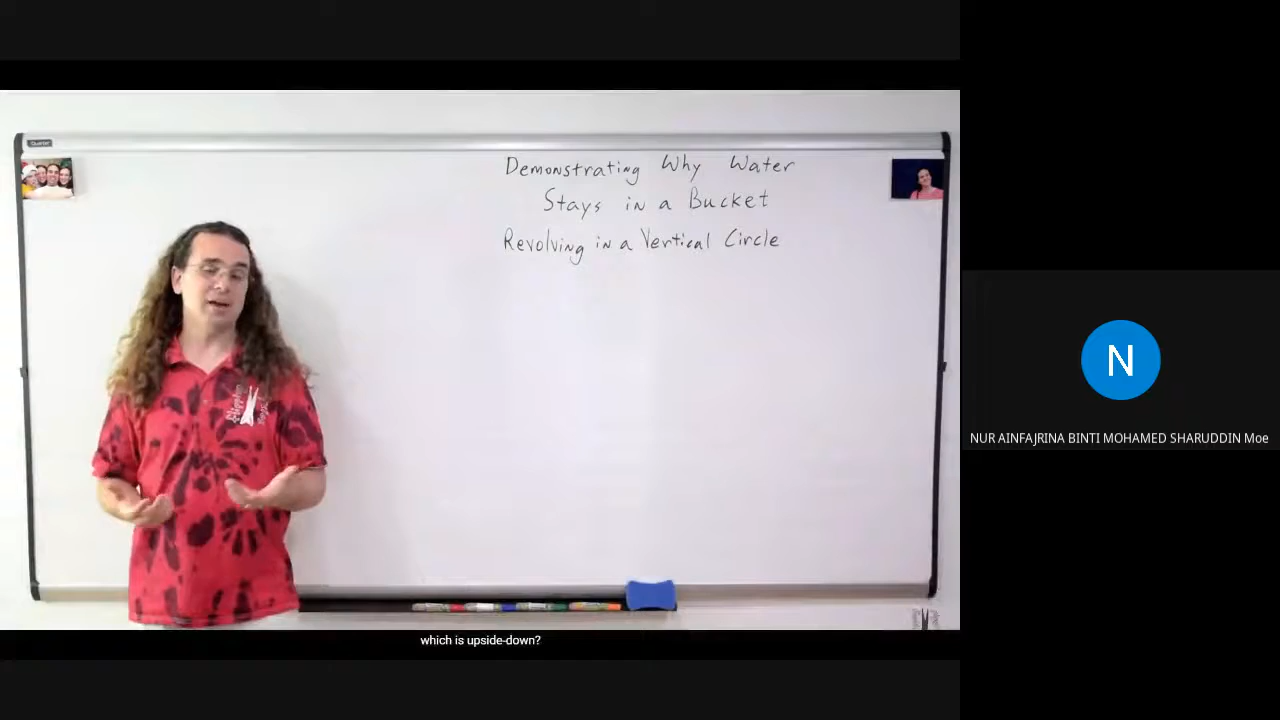 Demonstrating Why Water
Stays in a Bucket
Revolving in a Vertical Circle
N
NUR AINFAJRINA BINTI MOHAMED SHARUDDIN Moe
which is upside-down?